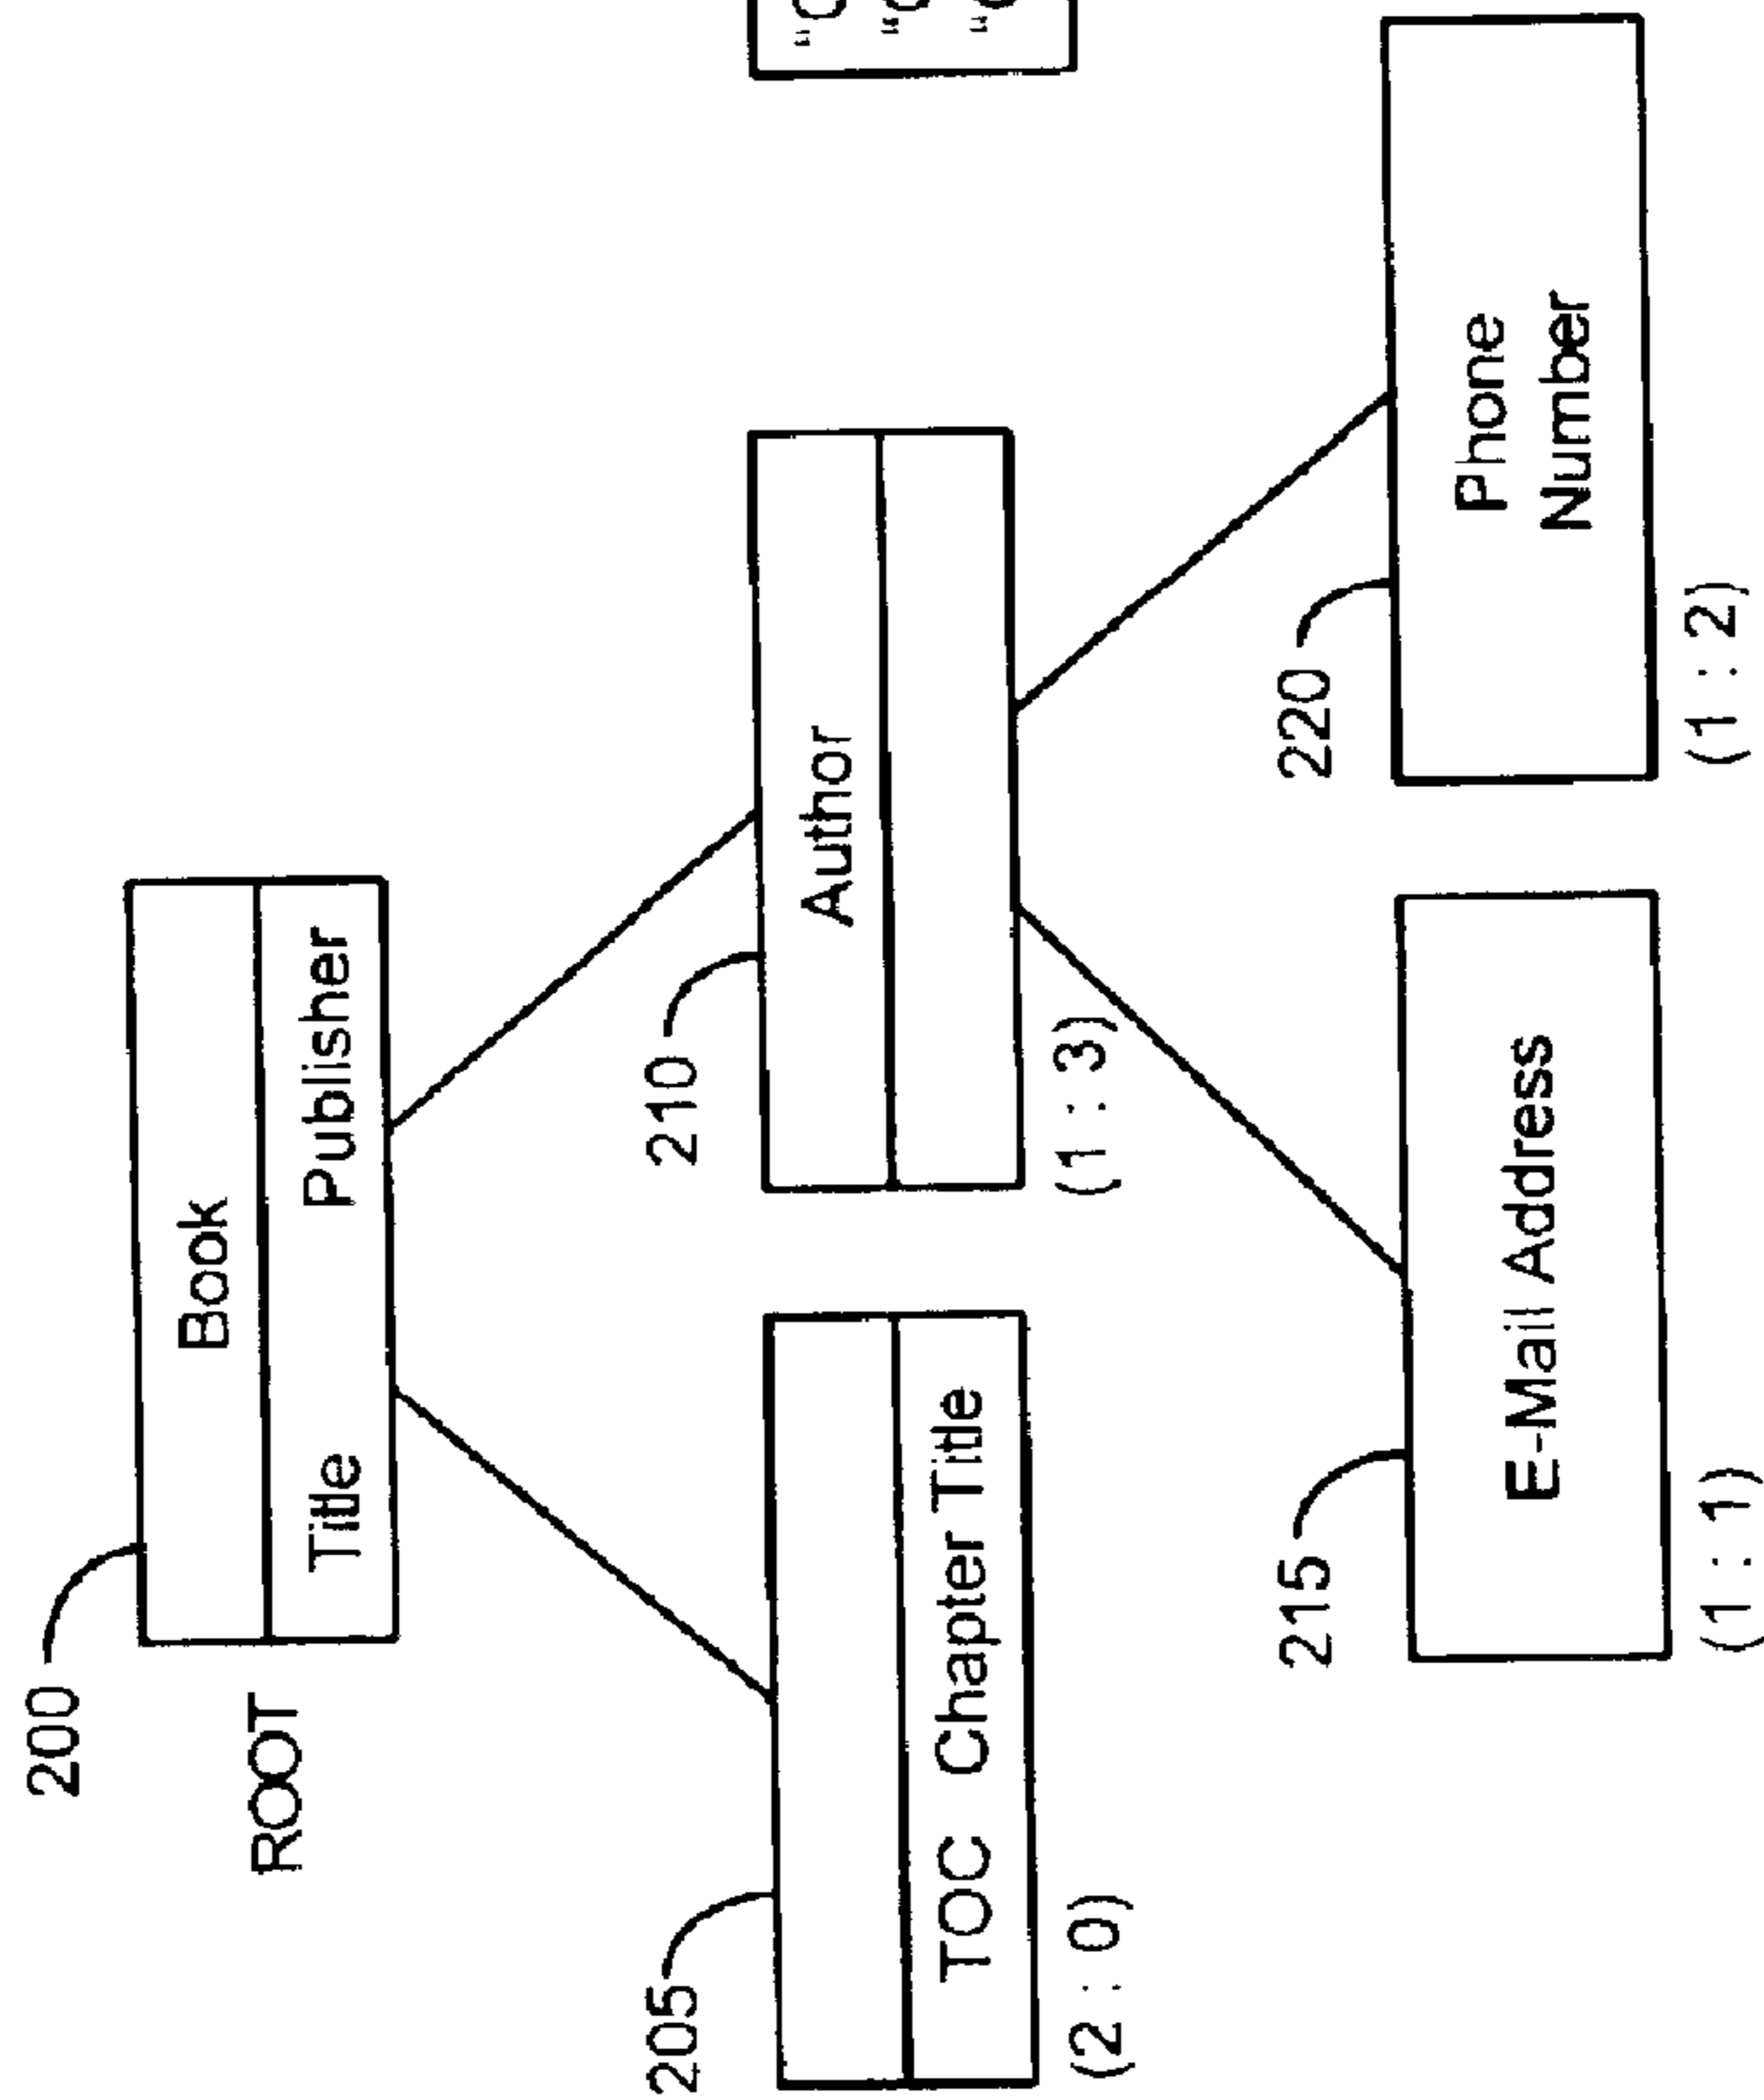 200
ROOT
Book
Title Publisher
205
TOC Chapter Title
(2 : 0)
210
Author
(1 : 3)
215
E-Mail Address
(1 : 1)
220
Phone
Number
(1 : 2)